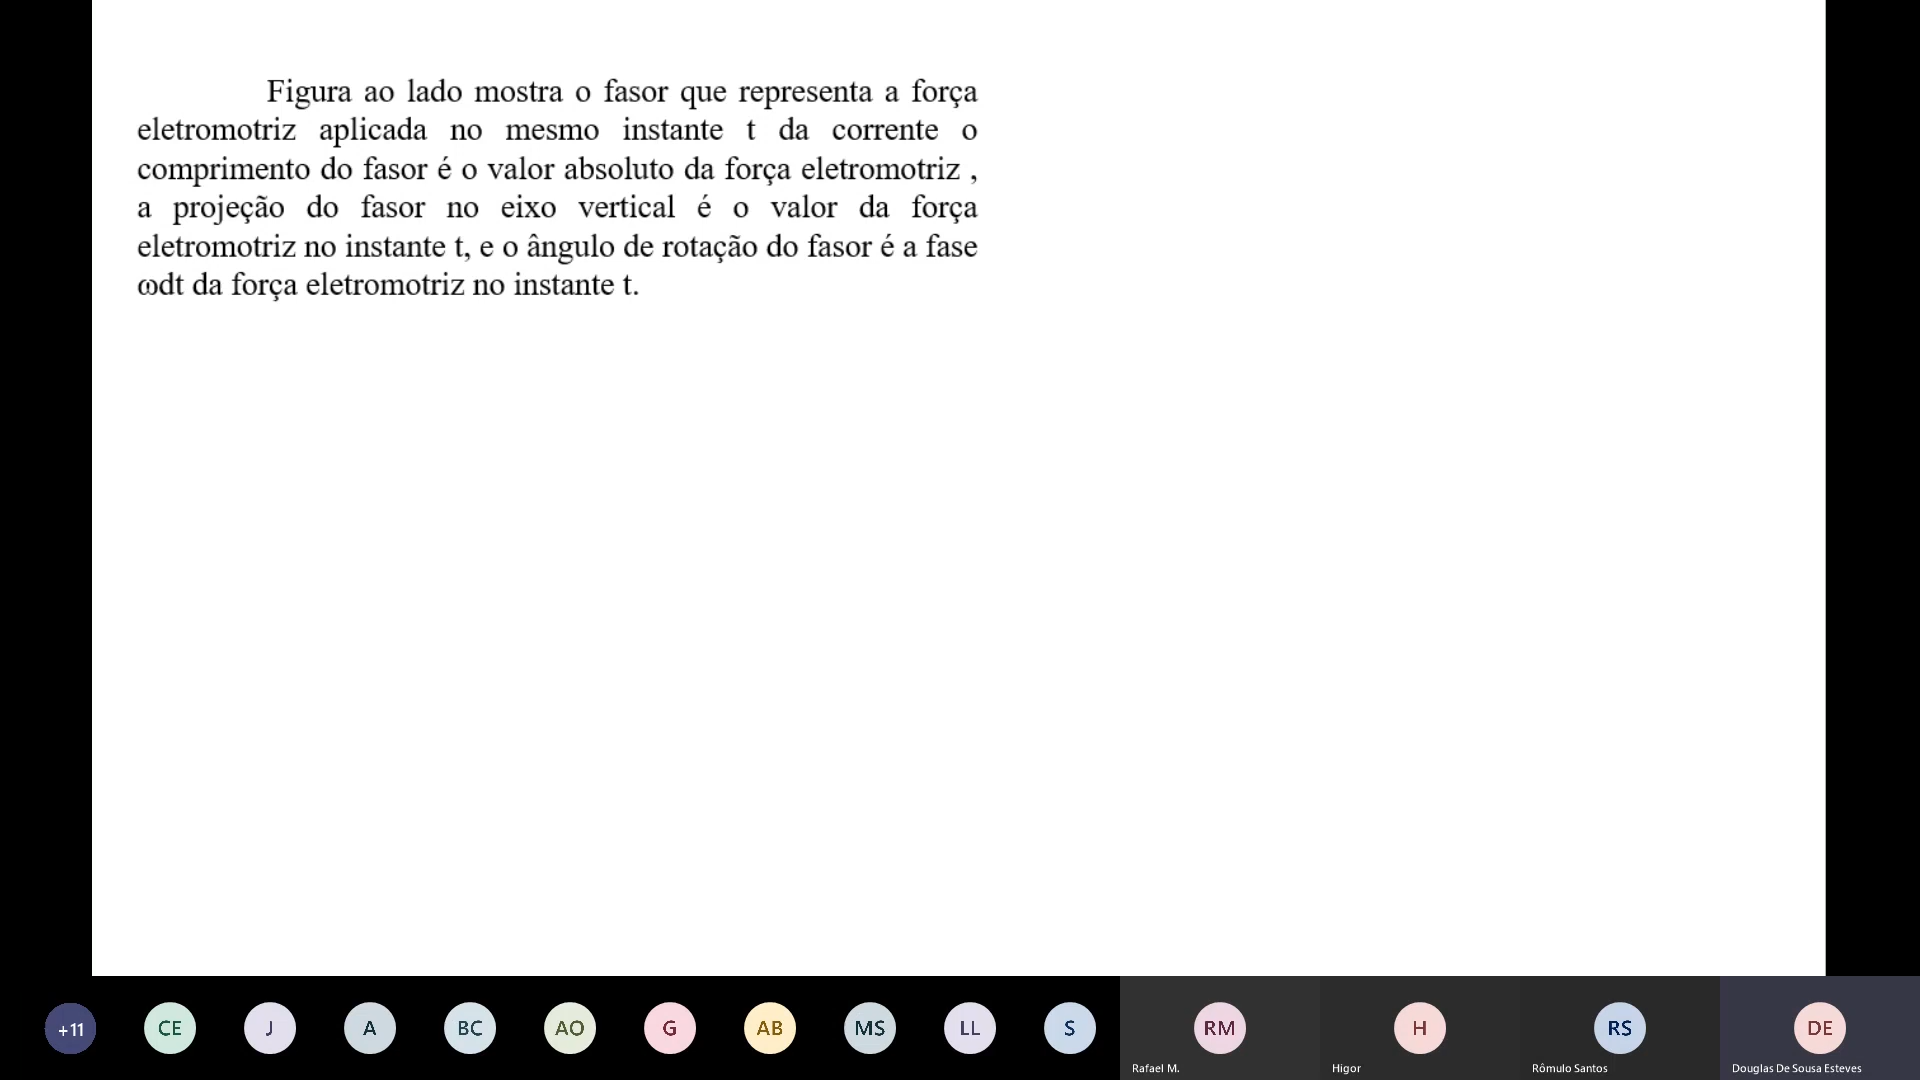 Figura ao lado mostra o fasor que representa a força
eletromotriz aplicada no mesmo instante t da corrente o
comprimento do fasor é o valor absoluto da força eletromotriz ,
a projeção do fasor no eixo vertical é o valor da força
eletromotriz no instante t, e o ângulo de rotação do fasor é a fase
ωdt da força eletromotriz no instante t.
+11 CE J A BC AO G AB MS LL S RM H RS DE
Rafael M. Higor Rômulo Santos Douglas De Sousa Esteves